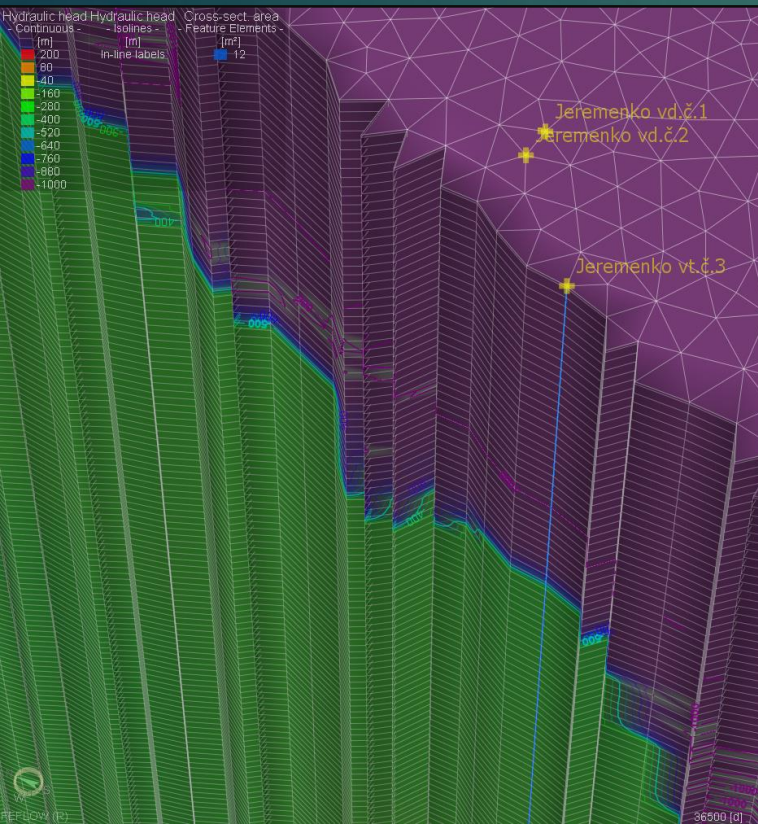 Hydraulic head Hydraulic head Cross-sect. area
- Continuous - - Isolines - - Feature Elements -
[m] [m] [m²]
200 In-line labels 12
80
-40
-160
-280
-400
-520
-640
-760
-880
-1000
Jeremenko vd.č.1
Jeremenko vd.č.2
Jeremenko vt.č.3
FEFLOW (R)
36500 [d]